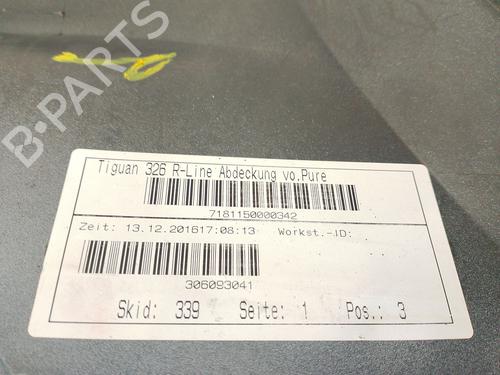 B-PARTS
Tiguan 326 R-Line Abdeckung vo.Pure
7181150000342
Zeit: 13.12.201617:08:13 Workst.-ID:
306093041
Skid: 339 Seite: 1 Pos.: 3